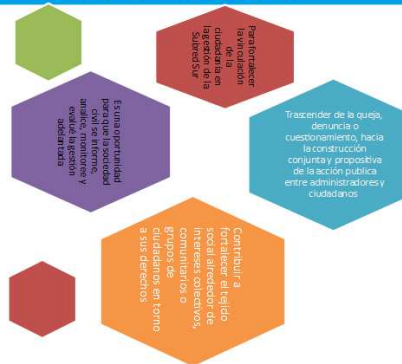 Para fortalecer
la vinculación
de la
ciudadanía en
la gestión de la
Subred Sur
Es una oportunidad
para que la sociedad
civil se informe,
analice, monitoree y
evalué la gestión
adelantada
Trascender de la queja,
denuncia o
cuestionamiento, hacia
la construcción
conjunta y propositiva
de la acción publica
entre administradores y
ciudadanos
Contribuir a
fortalecer el tejido
social alrededor de
intereses colectivos,
comunitarios o
grupos de
ciudadanos en torno
a sus derechos